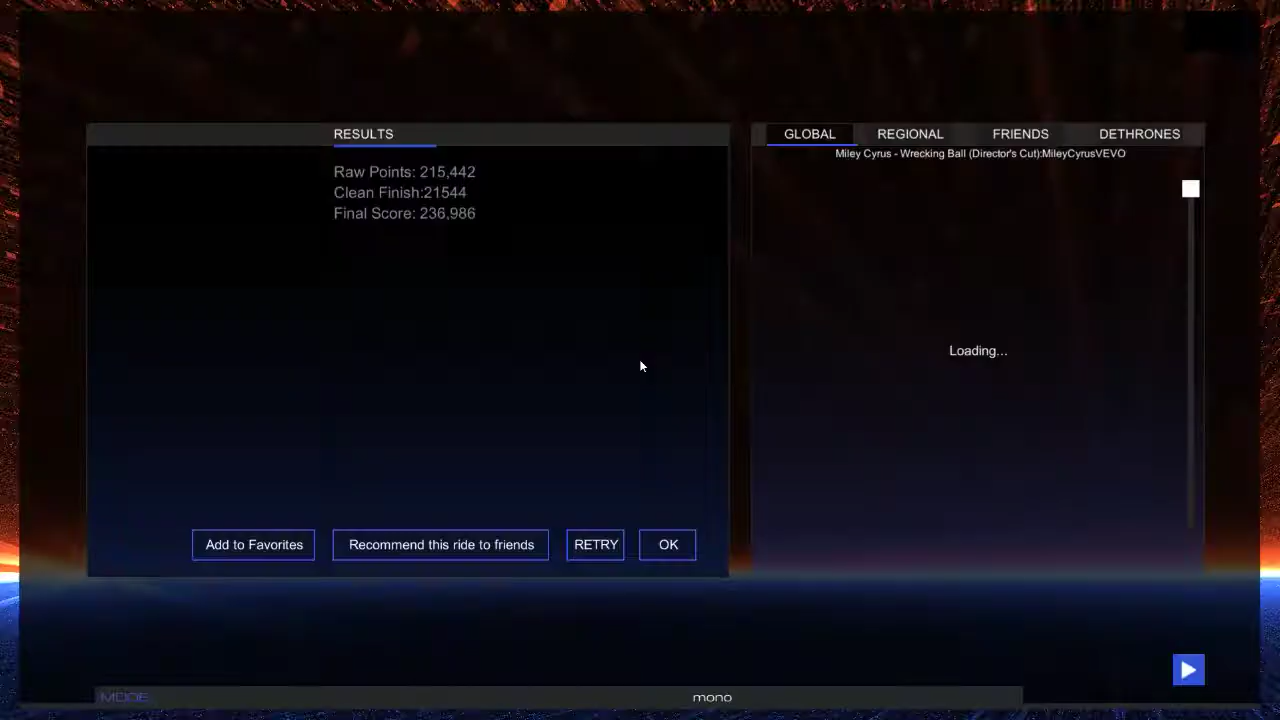 RESULTS
Raw Points: 215,442
Clean Finish:21544
Final Score: 236,986
Add to Favorites
Recommend this ride to friends
RETRY
OK
GLOBAL
REGIONAL
FRIENDS
DETHRONES
Miley Cyrus - Wrecking Ball (Director's Cut):MileyCyrusVEVO
Loading...
MODE
mono